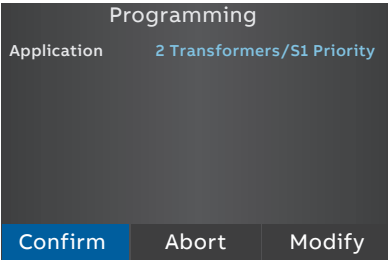 Programming
Application 2 Transformers/S1 Priority
Confirm Abort Modify